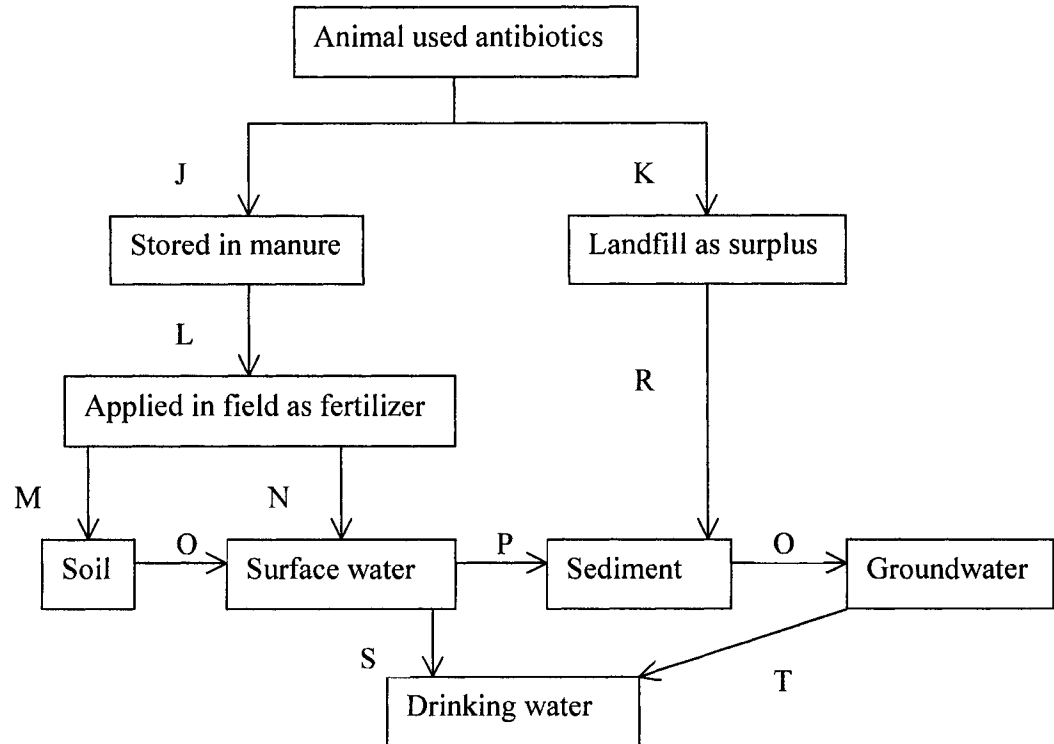 Animal used antibiotics
J
K
Stored in manure
Landfill as surplus
L
R
Applied in field as fertilizer
M
N
O
P
O
Soil
Surface water
Sediment
Groundwater
S
T
Drinking water